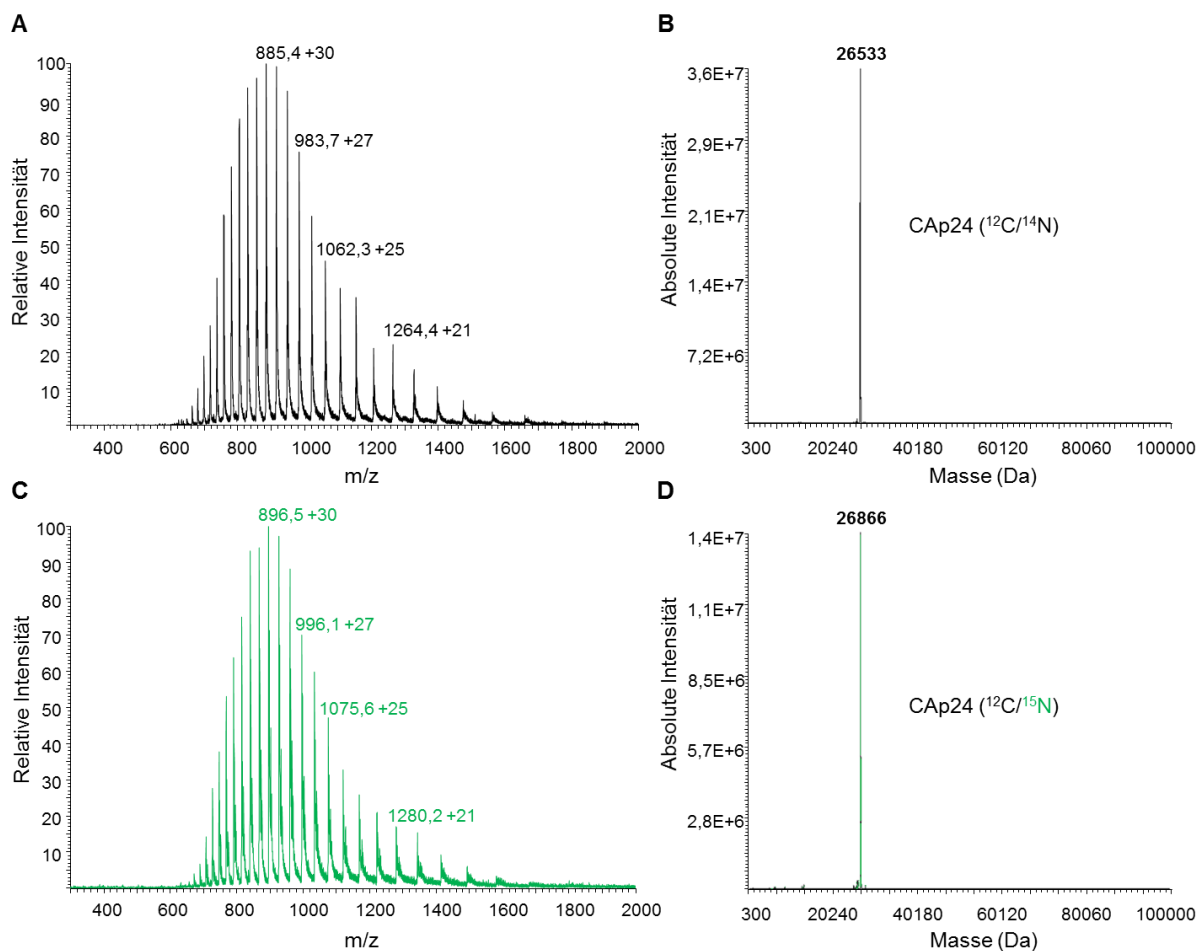 A
885,4 +30
983,7 +27
1062,3 +25
1264,4 +21
Relative Intensität
100
90
80
70
60
50
40
30
20
10
400 600 800 1000 1200 1400 1600 1800 2000
m/z
B
26533
Absolute Intensität
3,6E+7
2,9E+7
2,1E+7
1,4E+7
7,2E+6
CAp24 (¹²C/¹⁴N)
300 20240 40180 60120 80060 100000
Masse (Da)
C
896,5 +30
996,1 +27
1075,6 +25
1280,2 +21
Relative Intensität
100
90
80
70
60
50
40
30
20
10
400 600 800 1000 1200 1400 1600 1800 2000
m/z
D
26866
Absolute Intensität
1,4E+7
1,1E+7
8,5E+6
5,7E+6
2,8E+6
CAp24 (¹²C/¹⁵N)
300 20240 40180 60120 80060 100000
Masse (Da)